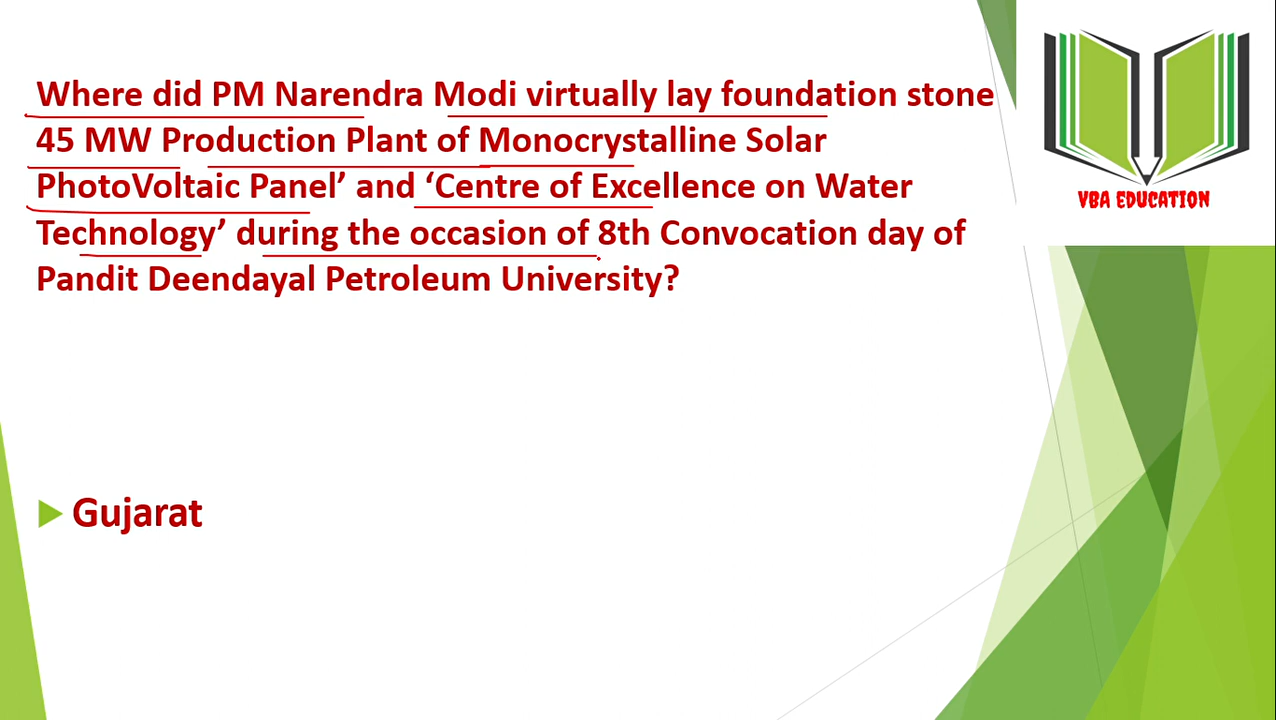 Where did PM Narendra Modi virtually lay foundation stone
45 MW Production Plant of Monocrystalline Solar
PhotoVoltaic Panel’ and ‘Centre of Excellence on Water
Technology’ during the occasion of 8th Convocation day of
Pandit Deendayal Petroleum University?
VBA EDUCATION
Gujarat